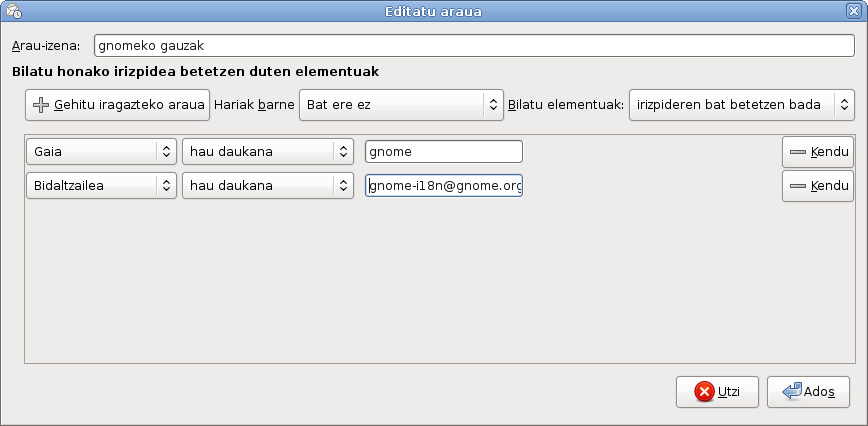 Editatu araua
Arau-izena: gnomeko gauzak
Bilatu honako irizpidea betetzen duten elementuak
Gehitu iragazteko araua Hariak barne Bat ere ez Bilatu elementuak: irizpideren bat betetzen bada
Gaia hau daukana gnome Kendu
Bidaltzailea hau daukana gnome-i18n@gnome.org Kendu
Utzi Ados